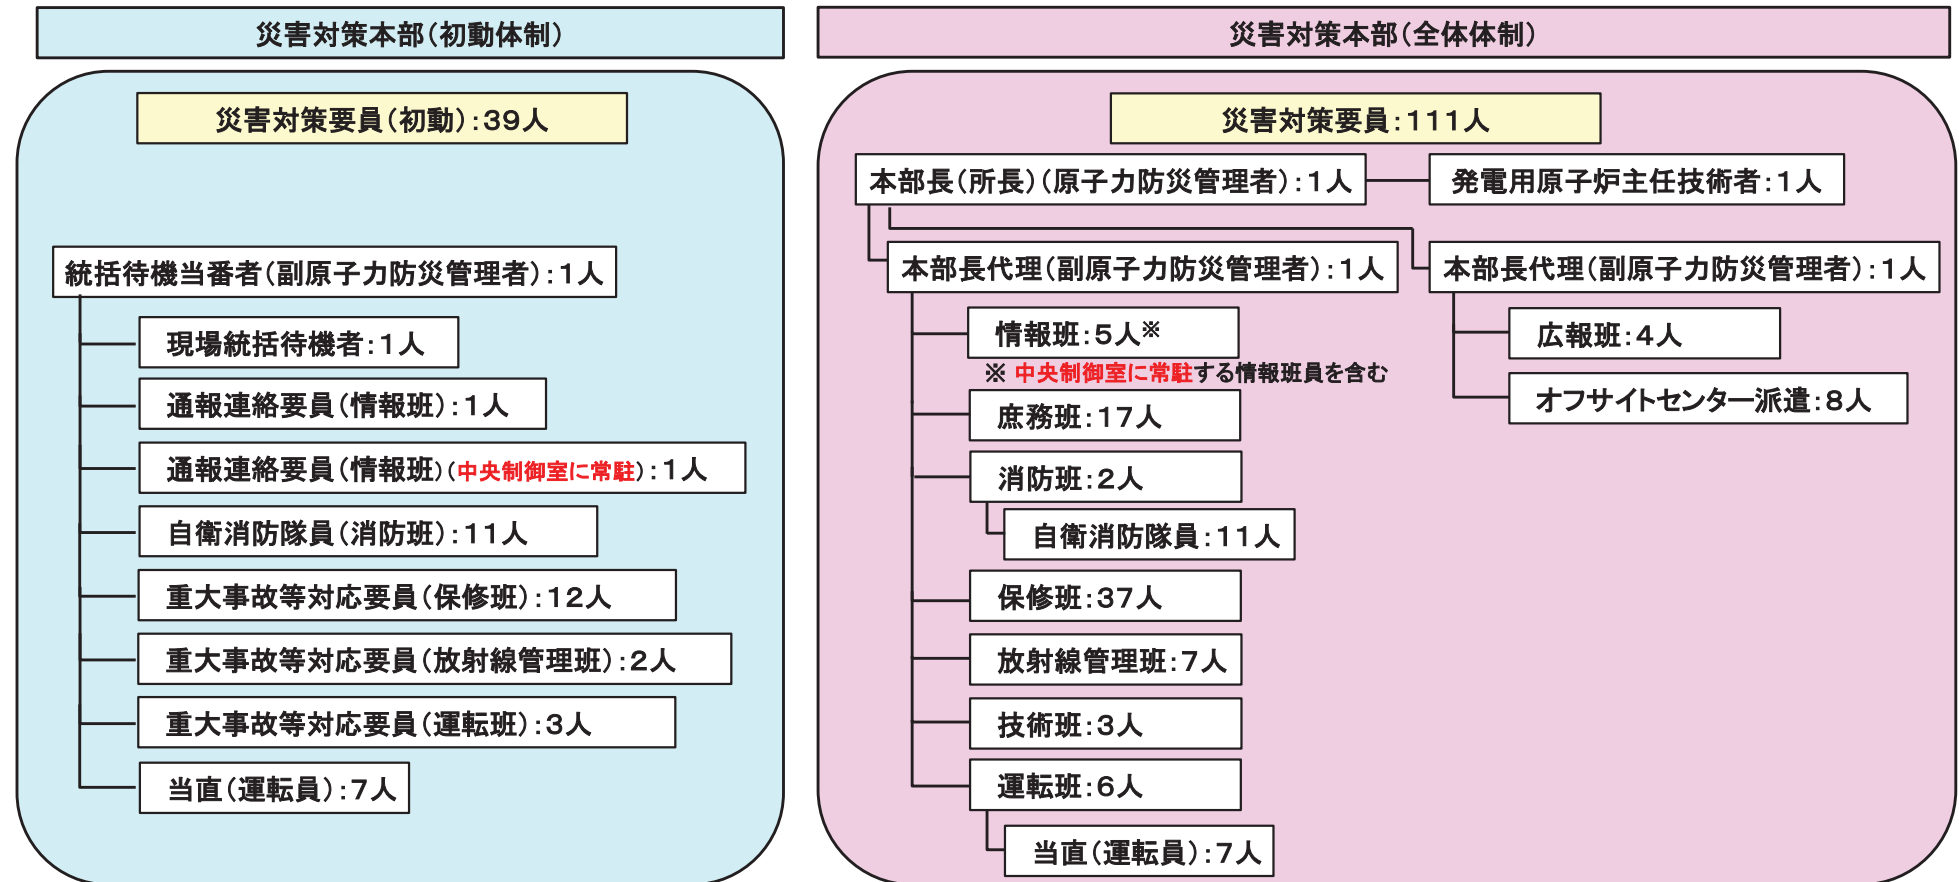 災害対策本部(初動体制)
災害対策要員(初動):39人
統括待機当番者(副原子力防災管理者):1人
現場統括待機者:1人
通報連絡要員(情報班):1人
通報連絡要員(情報班)(中央制御室に常駐):1人
自衛消防隊員(消防班):11人
重大事故等対応要員(保修班):12人
重大事故等対応要員(放射線管理班):2人
重大事故等対応要員(運転班):3人
当直(運転員):7人
災害対策本部(全体体制)
災害対策要員:111人
本部長(所長)(原子力防災管理者):1人
発電用原子炉主任技術者:1人
本部長代理(副原子力防災管理者):1人
情報班:5人※
※ 中央制御室に常駐する情報班員を含む
庶務班:17人
消防班:2人
自衛消防隊員:11人
保修班:37人
放射線管理班:7人
技術班:3人
運転班:6人
当直(運転員):7人
本部長代理(副原子力防災管理者):1人
広報班:4人
オフサイトセンター派遣:8人